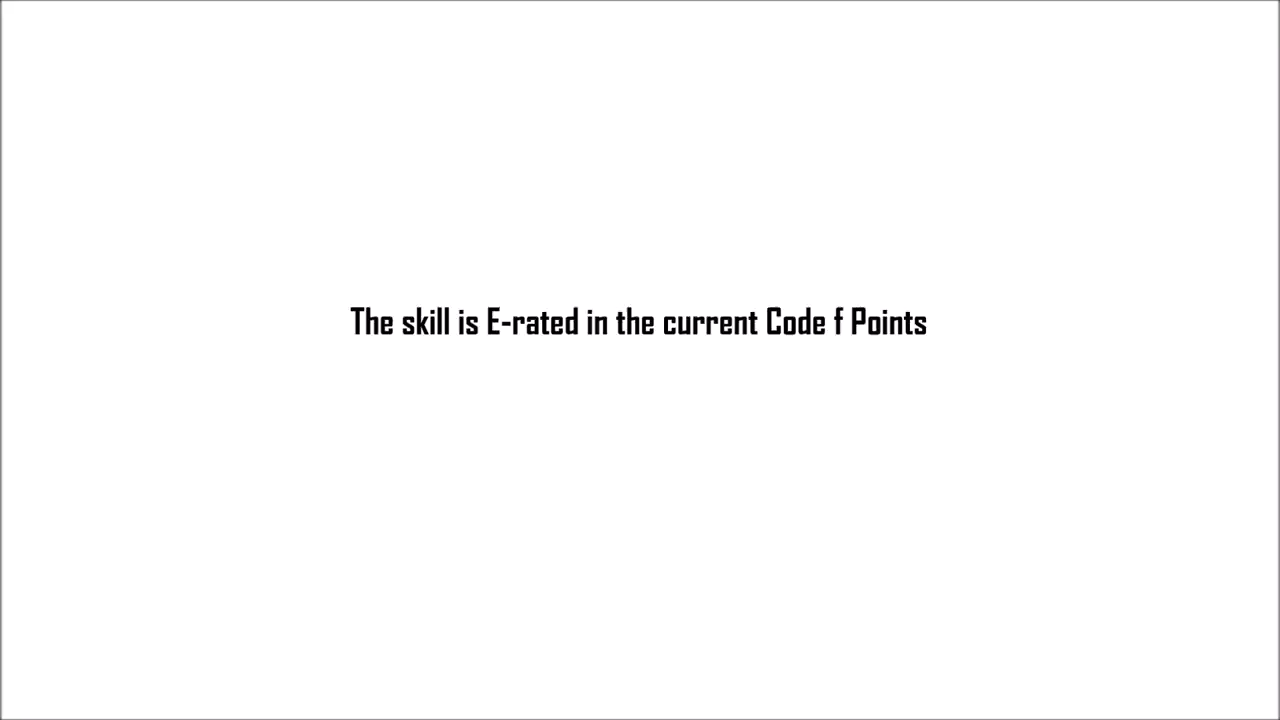 The skill is E-rated in the current Code f Points